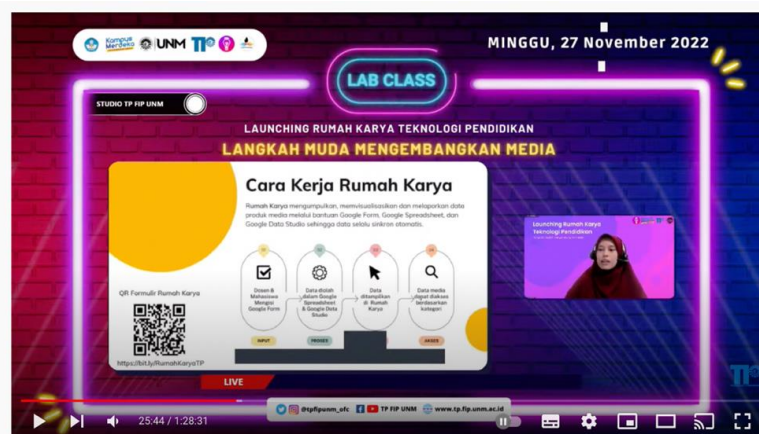 Kampus
Merdeka
UNM
MINGGU, 27 November 2022
LAB CLASS
STUDIO TP FIP UNM
LAUNCHING RUMAH KARYA TEKNOLOGI PENDIDIKAN
LANGKAH MUDA MENGEMBANGKAN MEDIA
Cara Kerja Rumah Karya
Rumah Karya mengumpulkan, memvisualisasikan dan melaporkan data
produk media melalui bantuan Google Form, Google Spreadsheet, dan
Google Data Studio sehingga data selalu sinkron otomatis.
QR Formulir Rumah Karya
https://bit.ly/RumahKaryaTP
Dosen &
Mahasiswa
Mengisi
Google Form
INPUT
Data diolah
dalam Google
Spreadsheet
& Google Data
Studio
PROSES
Data
ditampilkan
di Rumah
Karya
Data media
dapat diakses
berdasarkan
kategori
AKSES
Launching Rumah Karya
Teknologi Pendidikan
LIVE
@tpfipunm_ofc
TP FIP UNM
www.tp.fip.unm.ac.id
25:44 / 1:28:31